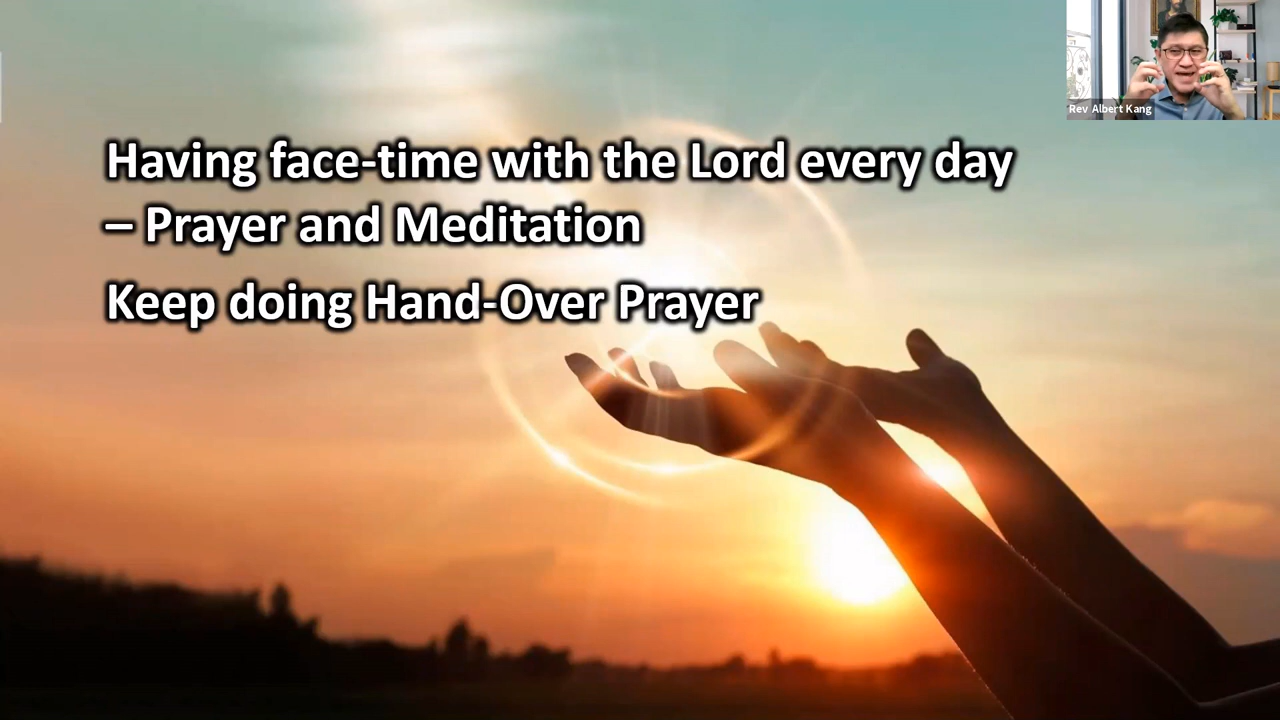 Rev Albert Kang
Having face-time with the Lord every day
– Prayer and Meditation
Keep doing Hand-Over Prayer